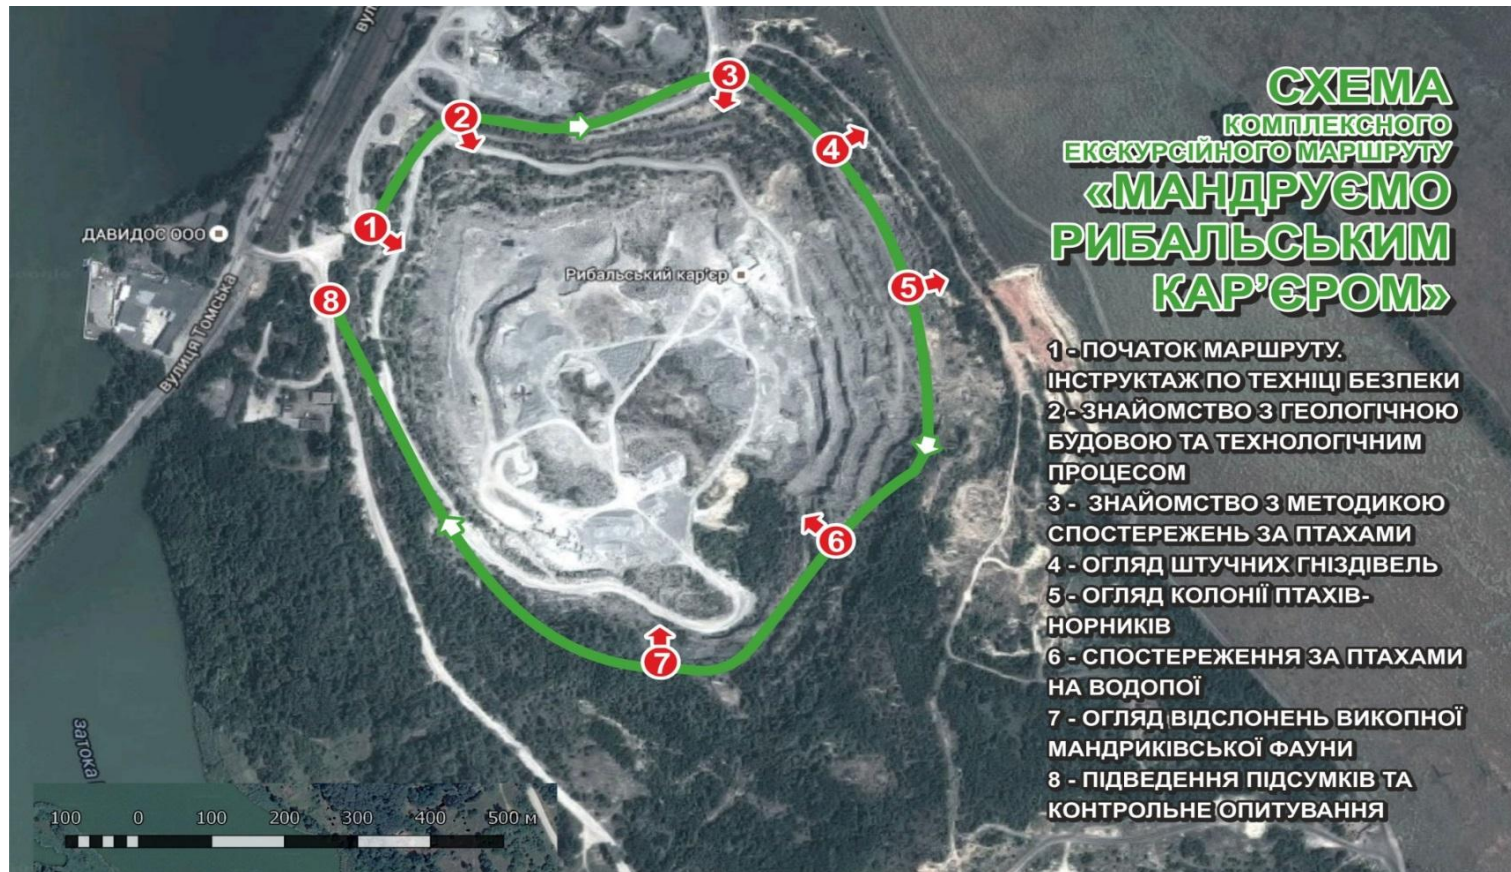 СХЕМА
КОМПЛЕКСНОГО
ЕКСКУРСІЙНОГО МАРШРУТУ
«МАНДРУЄМО
РИБАЛЬСЬКИМ
КАР’ЄРОМ»
1 - ПОЧАТОК МАРШРУТУ.
ІНСТРУКТАЖ ПО ТЕХНІЦІ БЕЗПЕКИ
2 - ЗНАЙОМСТВО З ГЕОЛОГІЧНОЮ
БУДОВОЮ ТА ТЕХНОЛОГІЧНИМ
ПРОЦЕСОМ
3 - ЗНАЙОМСТВО З МЕТОДИКОЮ
СПОСТЕРЕЖЕНЬ ЗА ПТАХАМИ
4 - ОГЛЯД ШТУЧНИХ ГНІЗДІВЕЛЬ
5 - ОГЛЯД КОЛОНІЇ ПТАХІВ-
НОРНИКІВ
6 - СПОСТЕРЕЖЕННЯ ЗА ПТАХАМИ
НА ВОДОПОЇ
7 - ОГЛЯД ВІДСЛОНЕНЬ ВИКОПНОЇ
МАНДРИКІВСЬКОЇ ФАУНИ
8 - ПІДВЕДЕННЯ ПІДСУМКІВ ТА
КОНТРОЛЬНЕ ОПИТУВАННЯ
вул
3
2
4
1
ДАВИДОС ООО
Рибальський кар'єр
5
8
вулиця Томська
6
7
затока
100 0 100 200 300 400 500 м